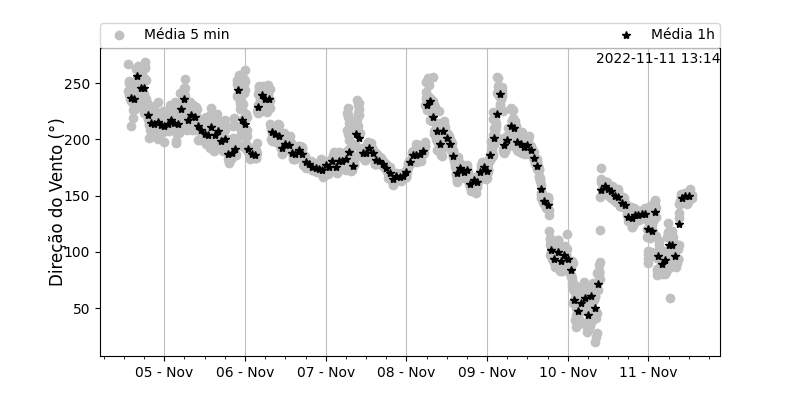 Média 5 min
Média 1h
2022-11-11 13:14
Direção do Vento (°)
250
200
150
100
50
05 - Nov
06 - Nov
07 - Nov
08 - Nov
09 - Nov
10 - Nov
11 - Nov